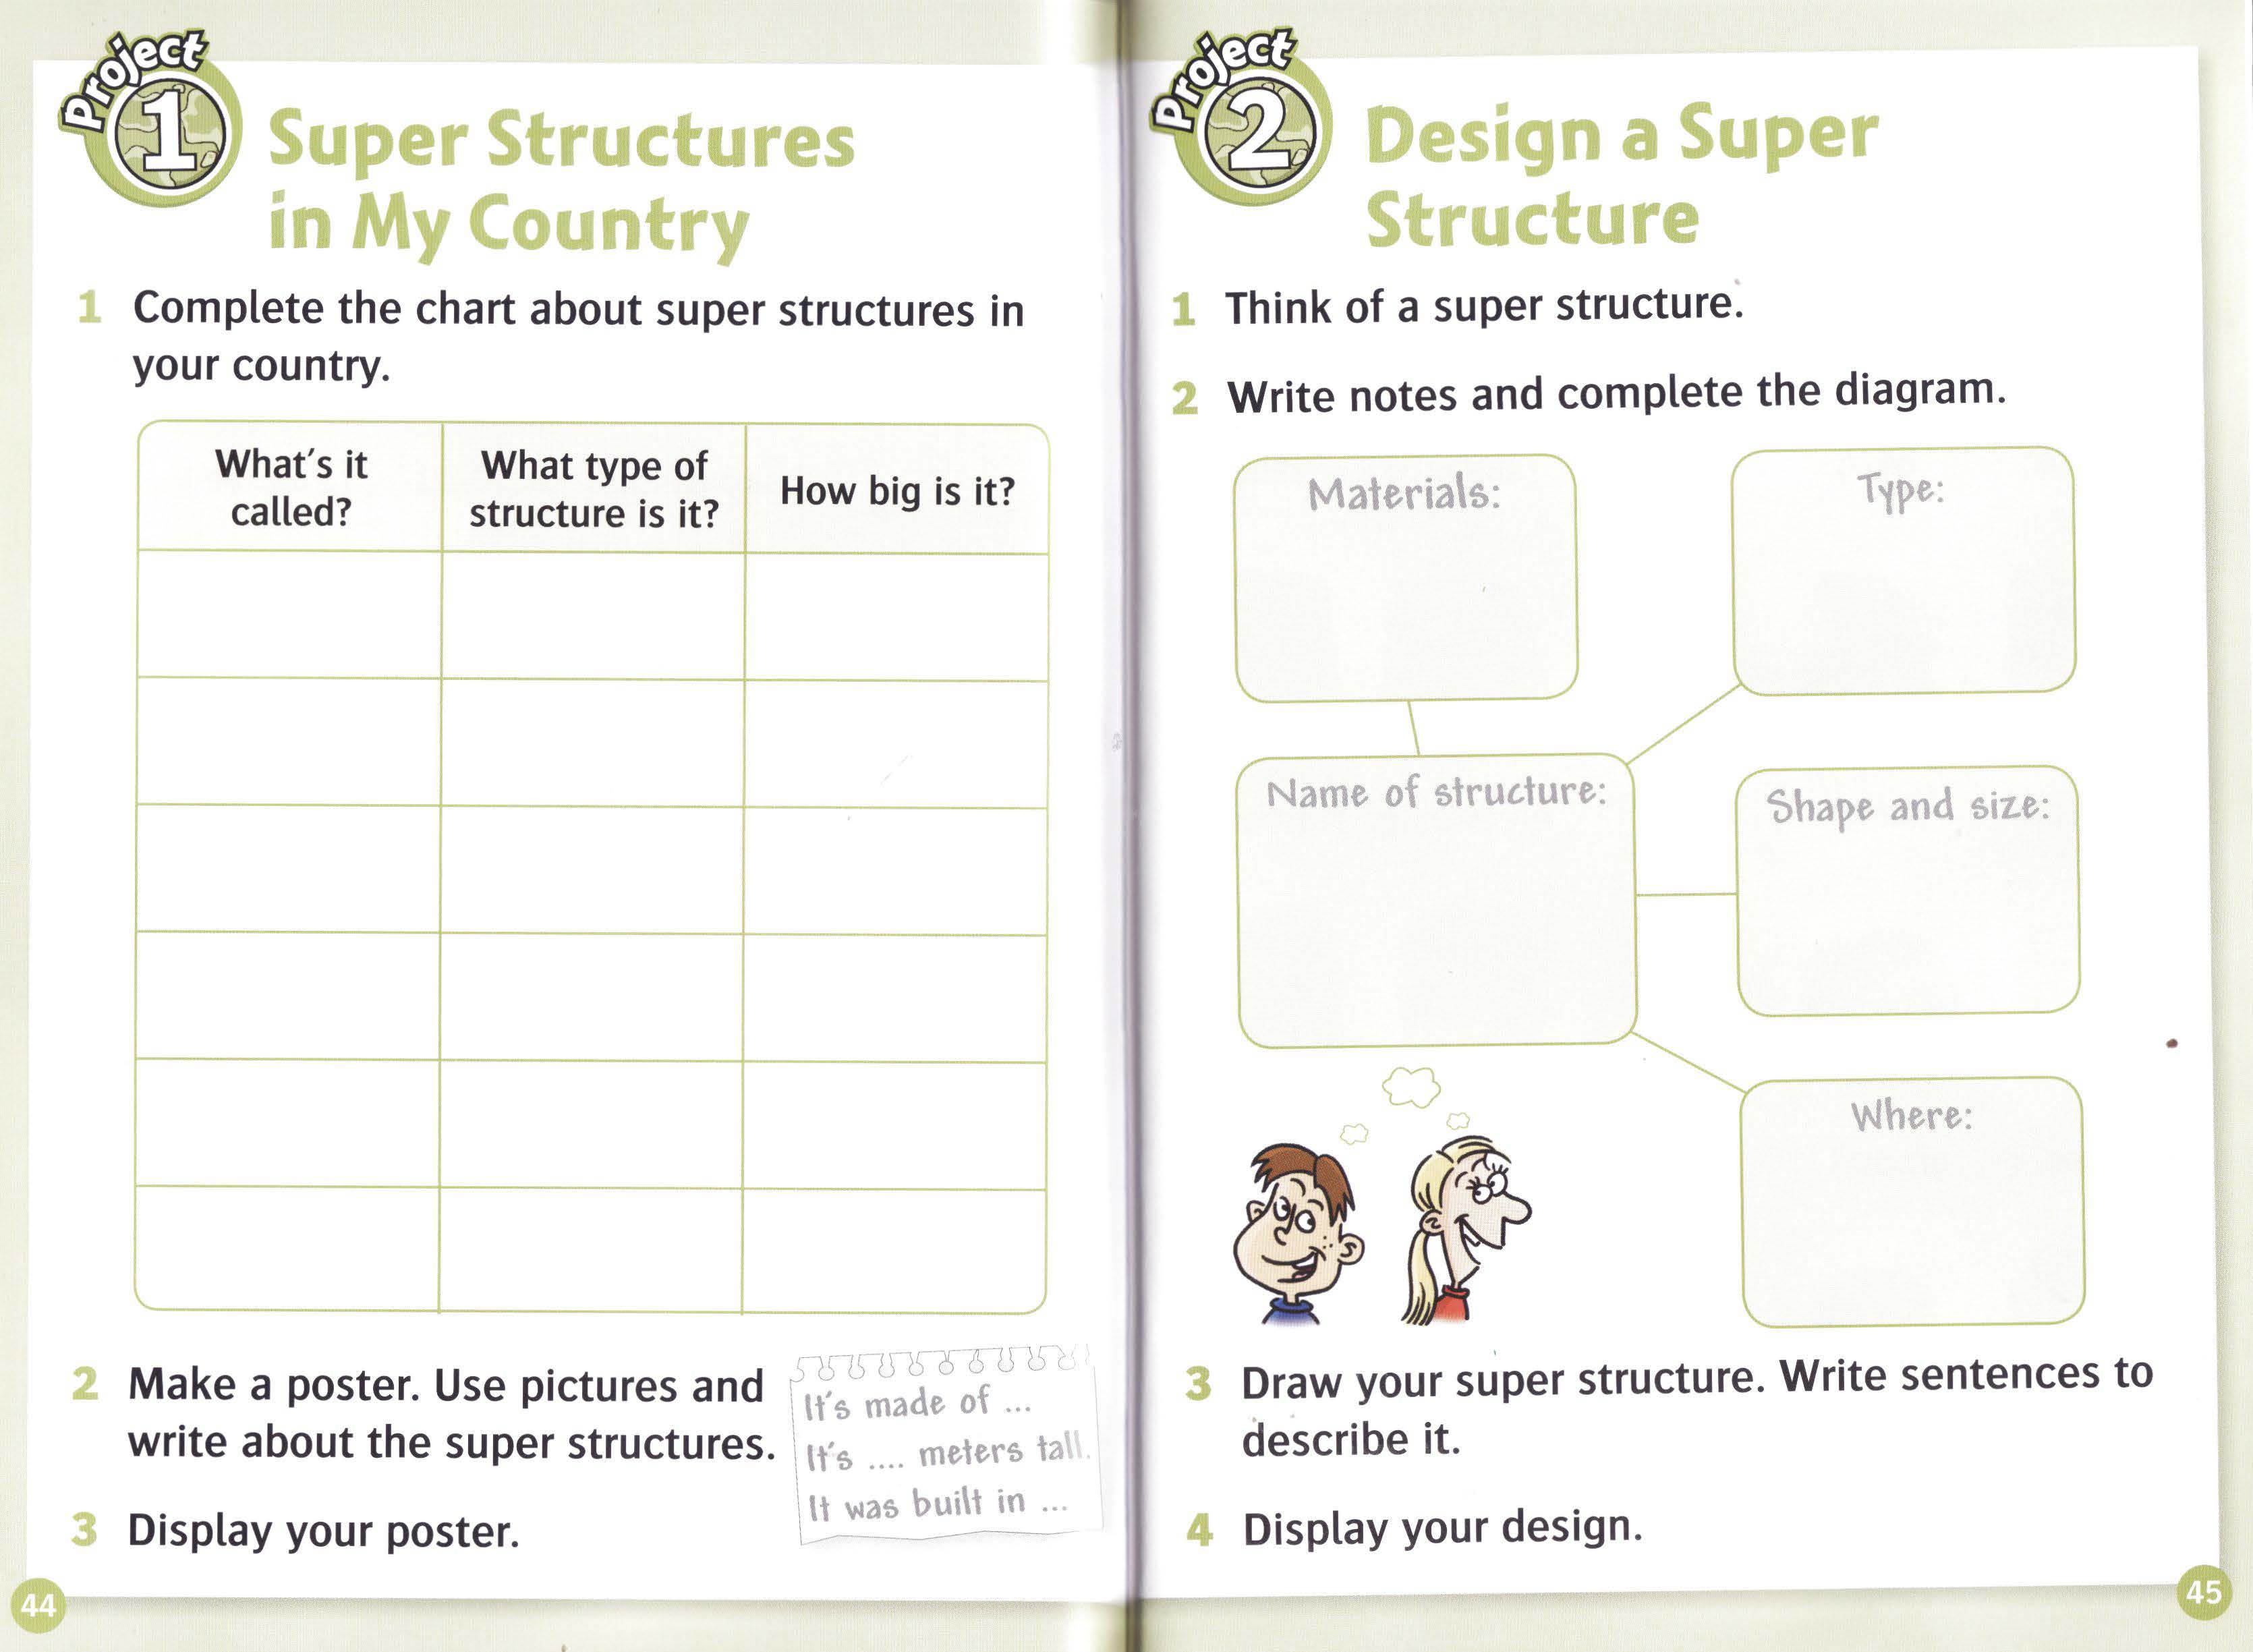 Project
1
Super Structures
in My Country
1 Complete the chart about super structures in
your country.
What's it
called?
What type of
structure is it?
How big is it?
2 Make a poster. Use pictures and
write about the super structures.
It's made of ...
It's .... meters tall.
It was built in ...
3 Display your poster.
44
Project
2
Design a Super
Structure
1 Think of a super structure.
2 Write notes and complete the diagram.
Materials:
Type:
Name of structure:
Shape and size:
Where:
3 Draw your super structure. Write sentences to
describe it.
4 Display your design.
45